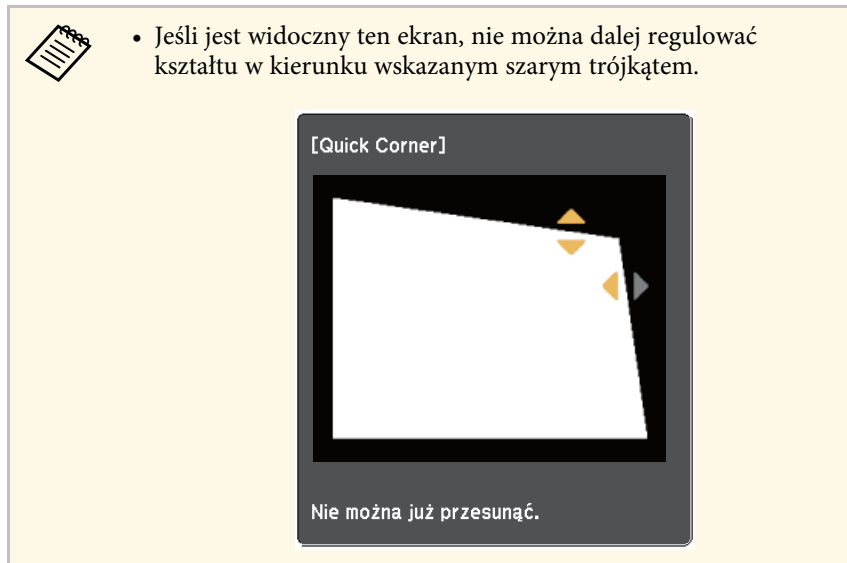 • Jeśli jest widoczny ten ekran, nie można dalej regulować
kształtu w kierunku wskazanym szarym trójkątem.
[Quick Corner]
Nie można już przesunąć.